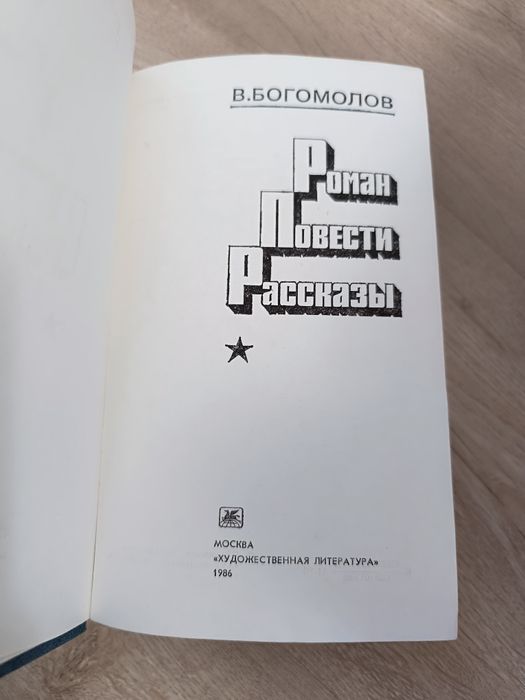 В.БОГОМОЛОВ
Роман
Повести
Рассказы
МОСКВА
«ХУДОЖЕСТВЕННАЯ ЛИТЕРАТУРА»
1986